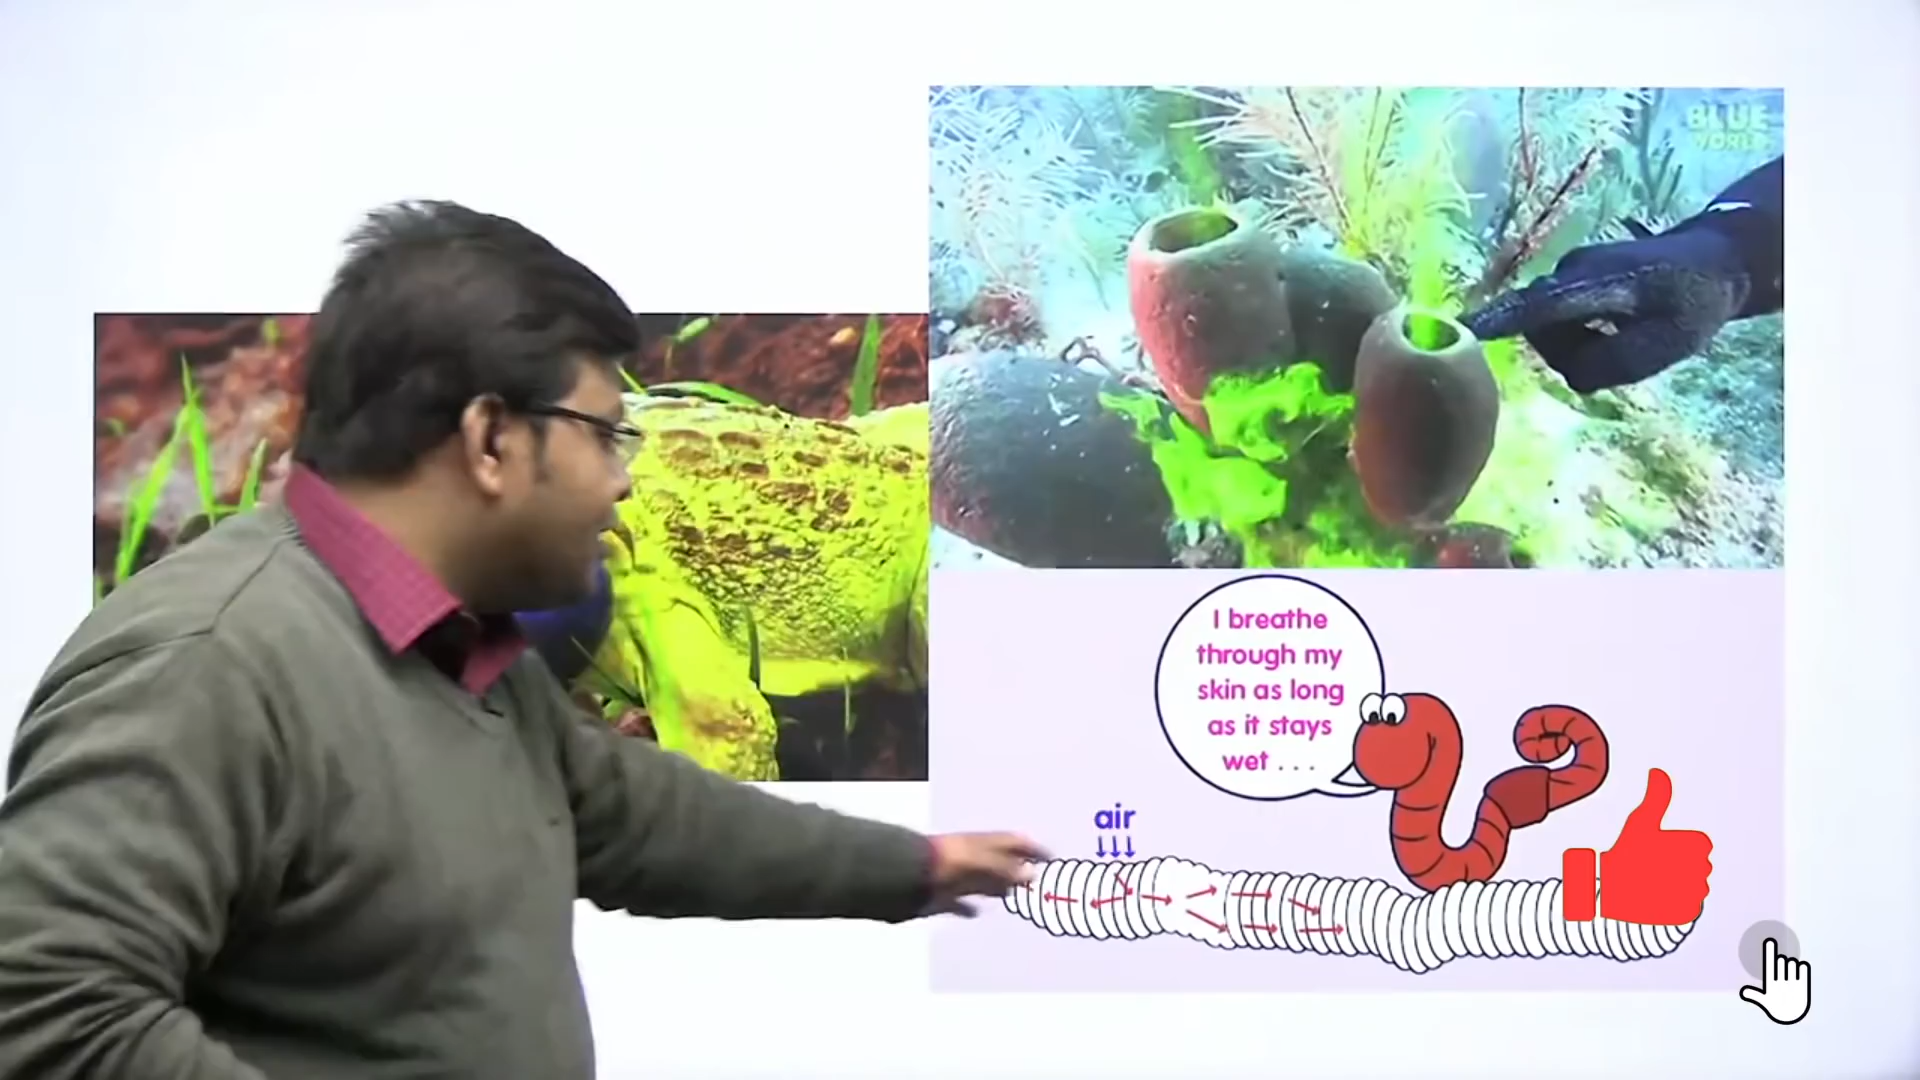 BLUE
WORLD
I breathe
through my
skin as long
as it stays
wet . . .
air